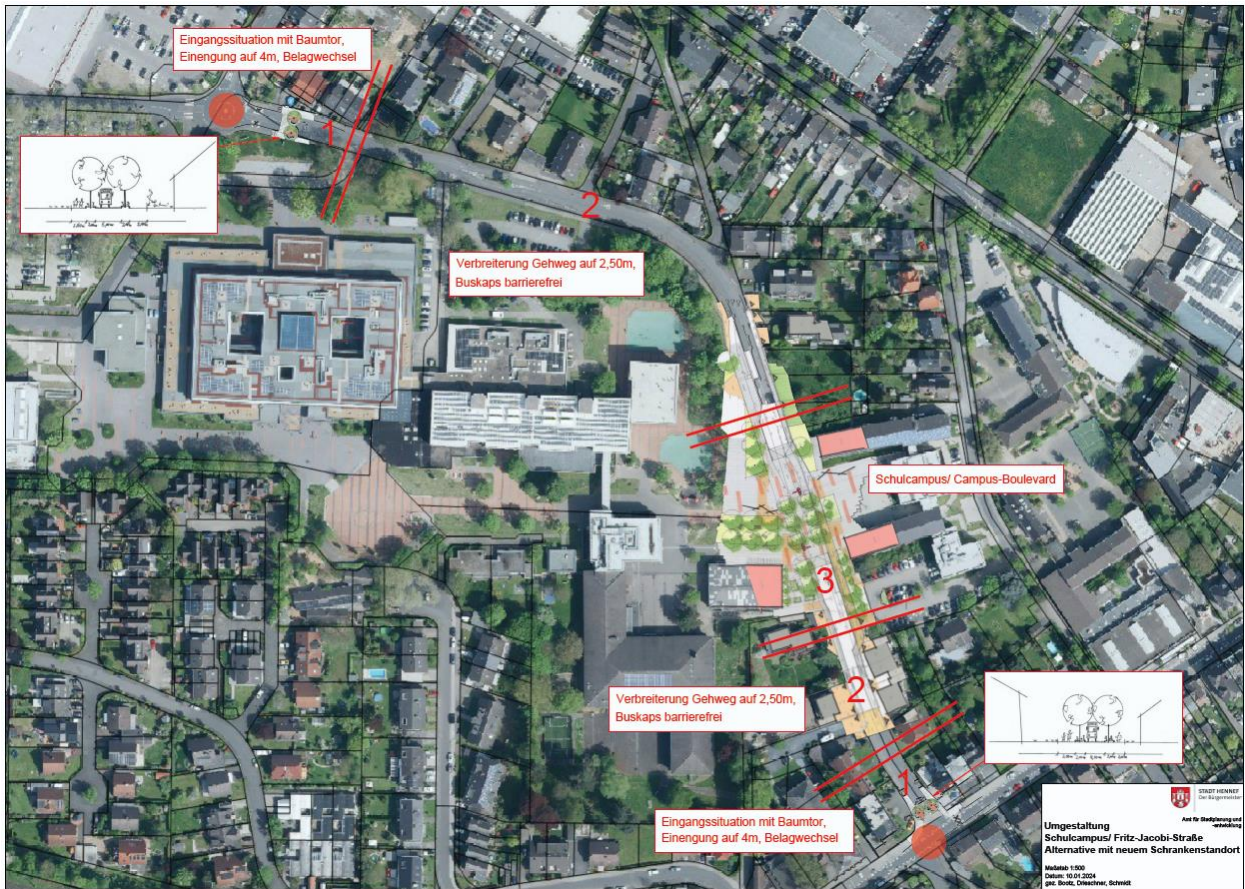 Eingangssituation mit Baumtor,
Einengung auf 4m, Belagwechsel
1
2
Verbreiterung Gehweg auf 2,50m,
Buskaps barrierefrei
Schulcampus/ Campus-Boulevard
3
Verbreiterung Gehweg auf 2,50m,
Buskaps barrierefrei
2
1
Eingangssituation mit Baumtor,
Einengung auf 4m, Belagwechsel
STADT HENNEF
Der Bürgermeister
Amt für Stadtplanung und
-entwicklung
Umgestaltung
Schulcampus/ Fritz-Jacobi-Straße
Alternative mit neuem Schrankenstandort
Maßstab 1:500
Datum: 10.01.2024
gez. Bootz, Drieschner, Schmidt